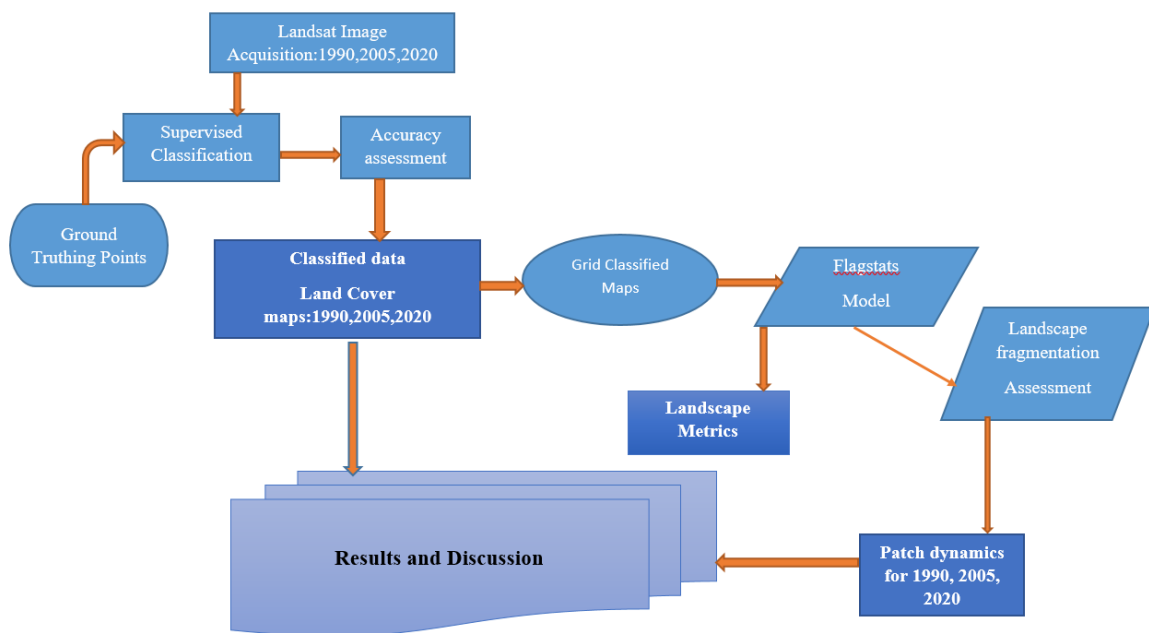 Landsat Image
Acquisition:1990,2005,2020
Supervised
Classification
Accuracy
assessment
Ground
Truthing Points
Classified data
Land Cover
maps:1990,2005,2020
Grid Classified
Maps
Flagstats
Model
Landscape
fragmentation
Assessment
Landscape
Metrics
Results and Discussion
Patch dynamics
for 1990, 2005,
2020